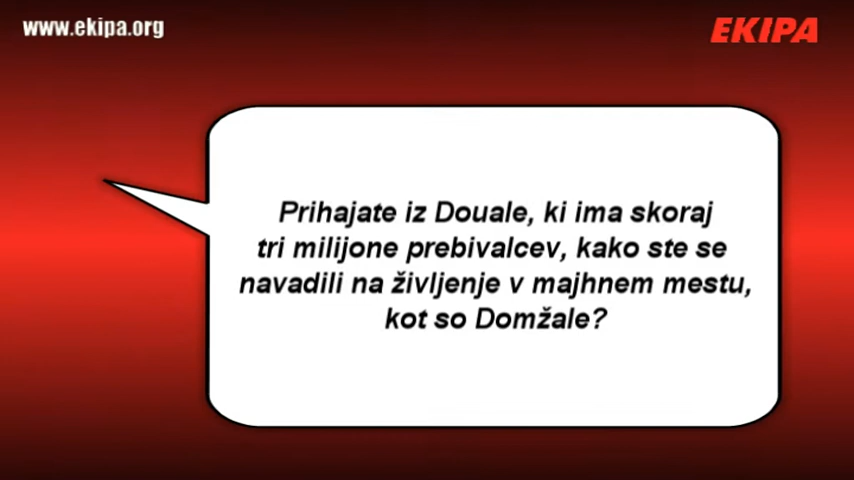 www.ekipa.org
EKIPA
Prihajate iz Douale, ki ima skoraj
tri milijone prebivalcev, kako ste se
navadili na življenje v majhnem mestu,
kot so Domžale?